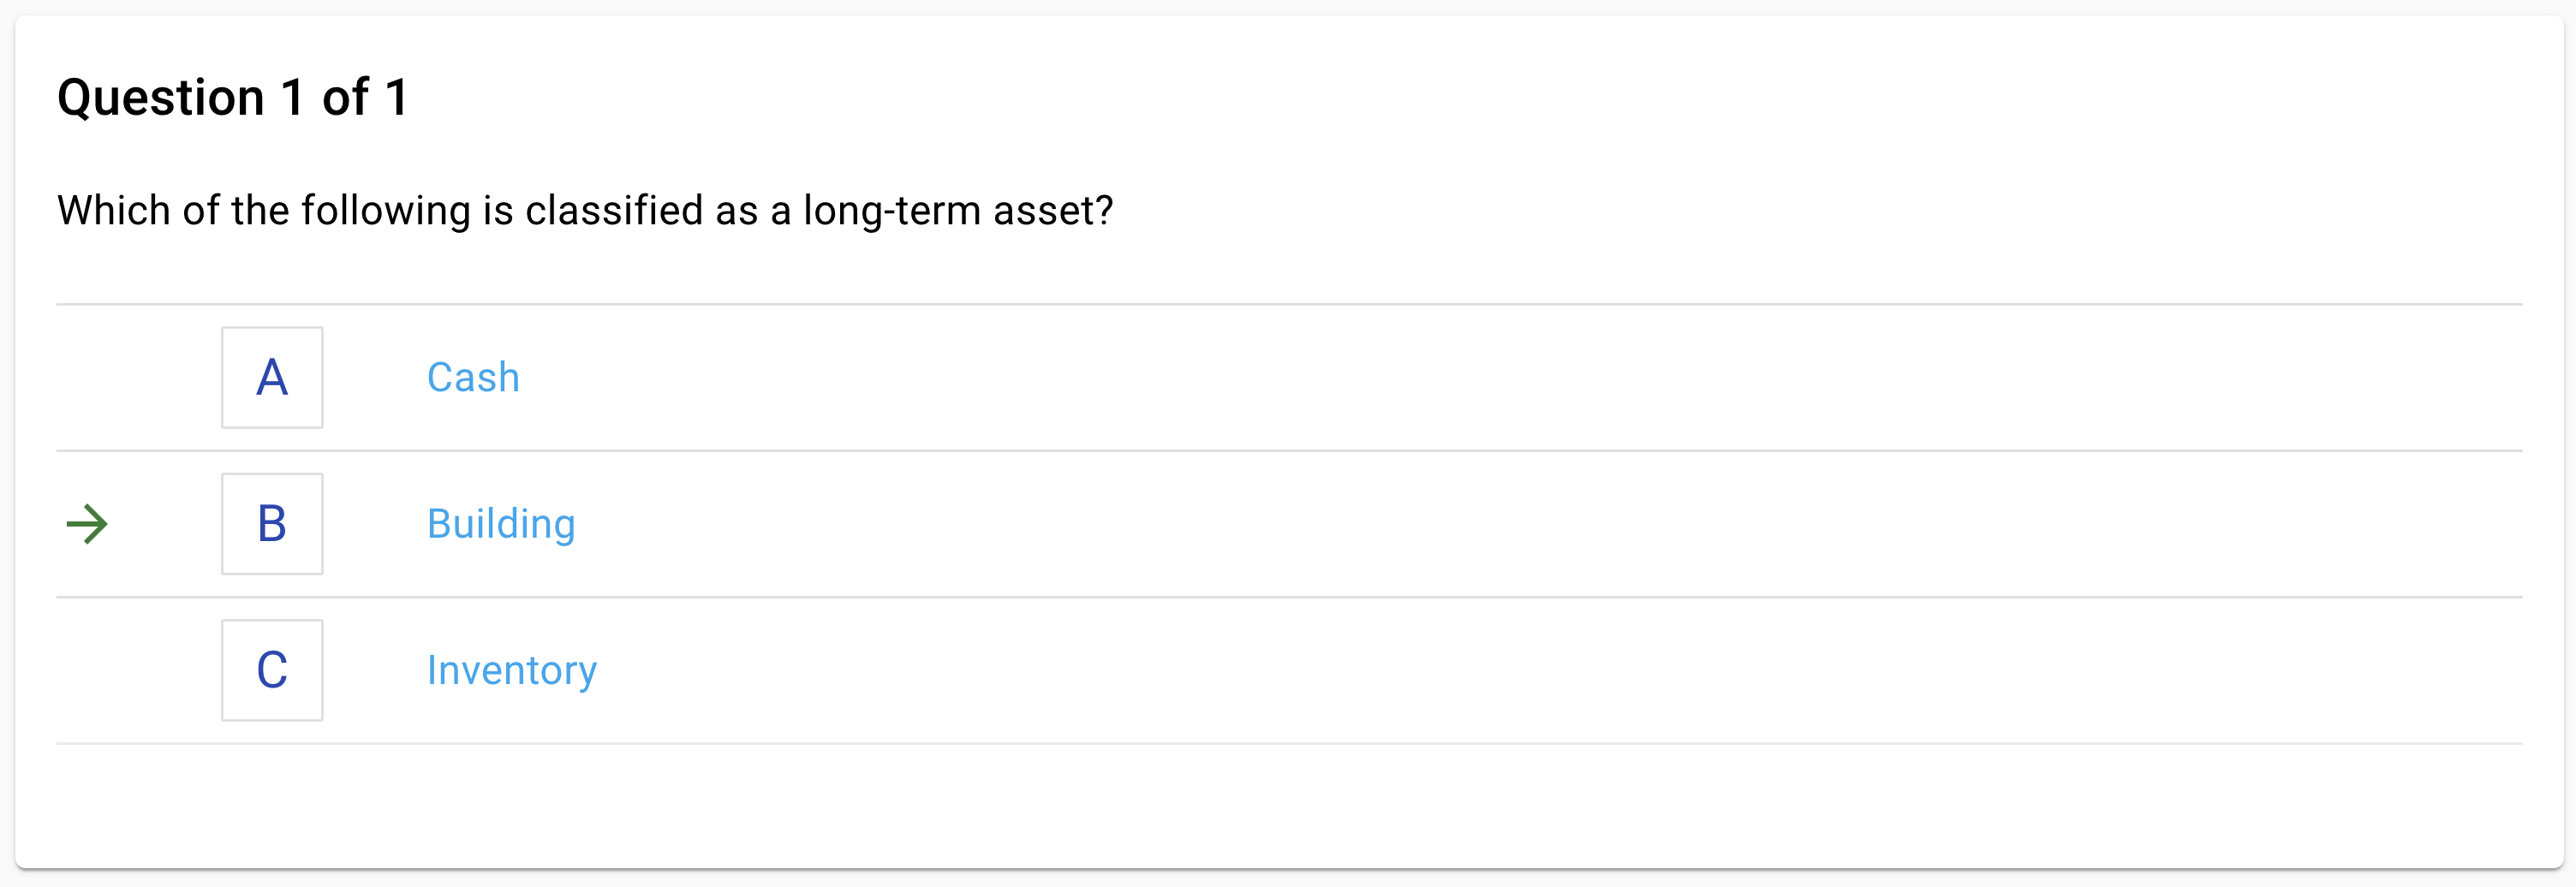 Question 1 of 1
Which of the following is classified as a long-term asset?
A Cash
B Building
C Inventory